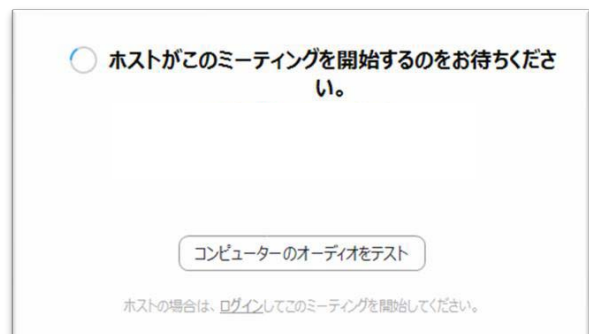 ホストがこのミーティングを開始するのをお待ちくださ
い。
コンピューターのオーディオをテスト
ホストの場合は、ログインしてこのミーティングを開始してください。